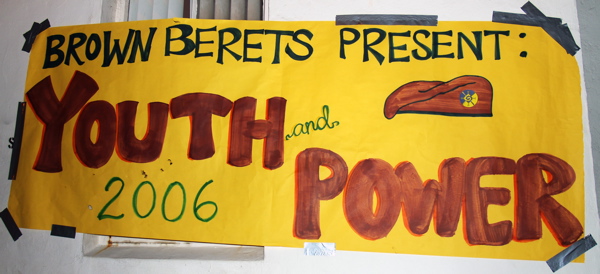 BROWN BERETS PRESENT:
YOUTH and
POWER
2006